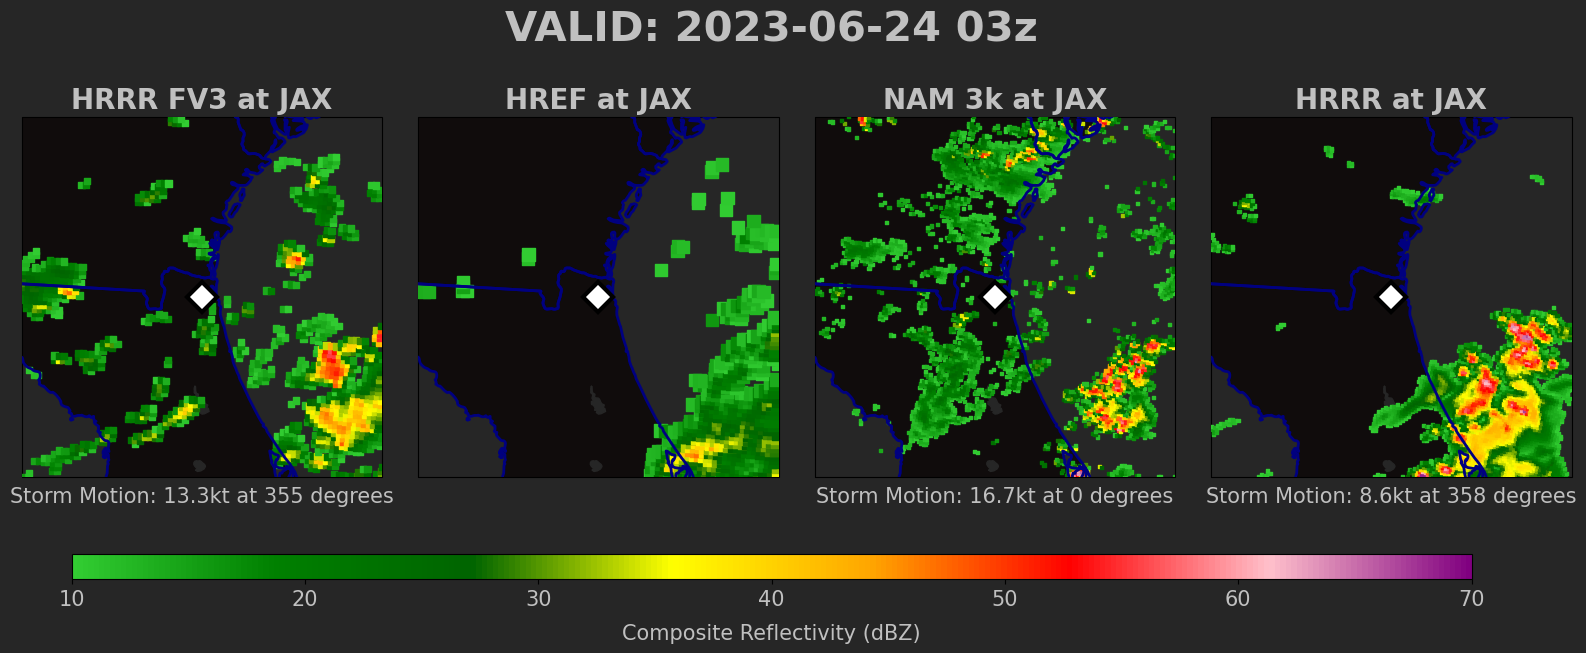 VALID: 2023-06-24 03z
HRRR FV3 at JAX
HREF at JAX
NAM 3k at JAX
HRRR at JAX
Storm Motion: 13.3kt at 355 degrees
Storm Motion: 16.7kt at 0 degrees
Storm Motion: 8.6kt at 358 degrees
10 20 30 40 50 60 70
Composite Reflectivity (dBZ)